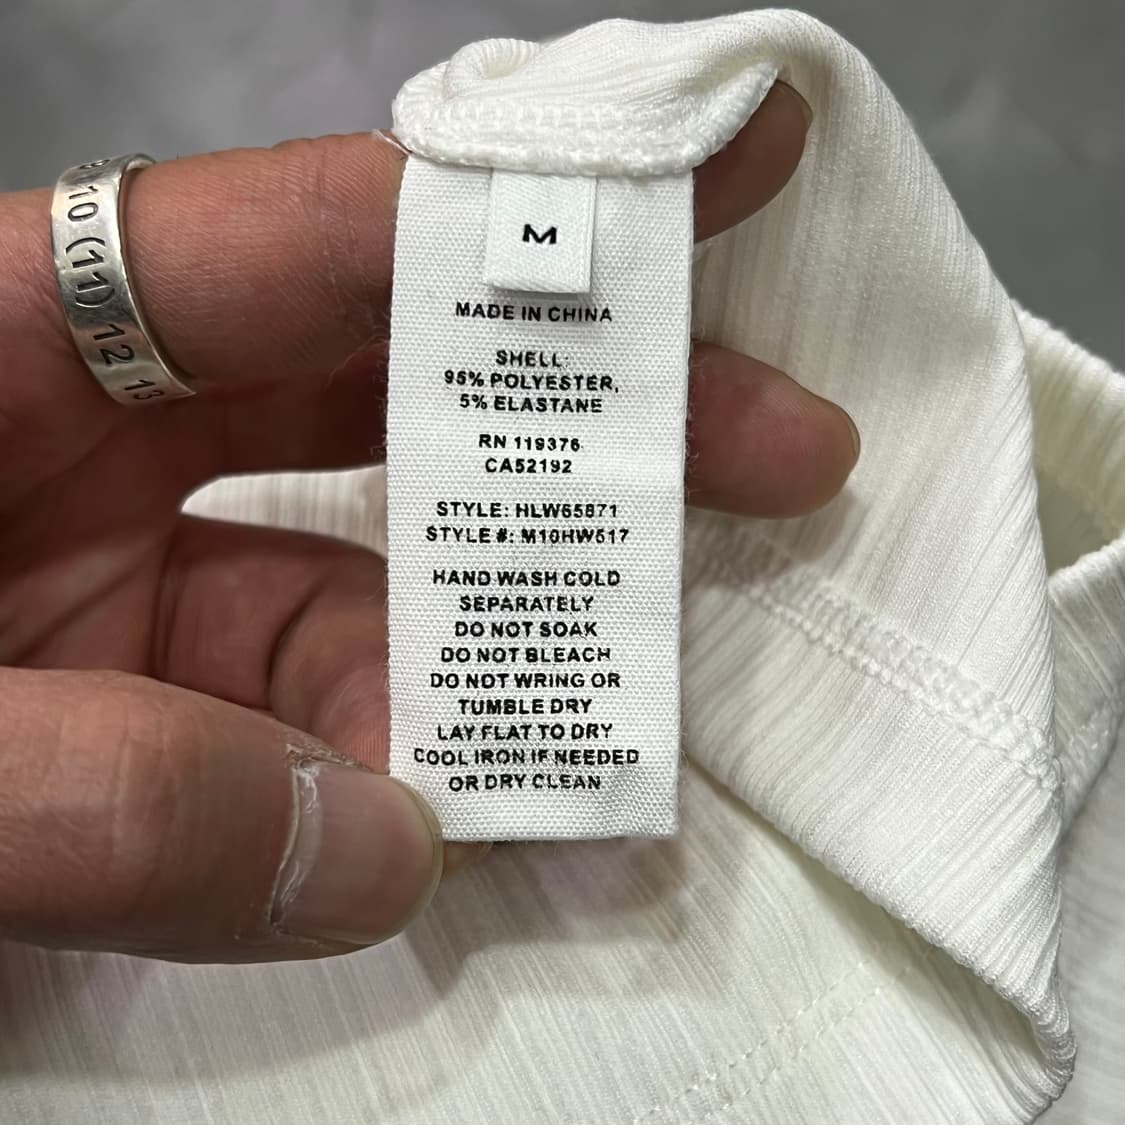 10 (11) 12 13
M
MADE IN CHINA
SHELL:
95% POLYESTER,
5% ELASTANE
RN 119376
CA52192
STYLE: HLW65871
STYLE #: M10HW517
HAND WASH COLD
SEPARATELY
DO NOT SOAK
DO NOT BLEACH
DO NOT WRING OR
TUMBLE DRY
LAY FLAT TO DRY
COOL IRON IF NEEDED
OR DRY CLEAN